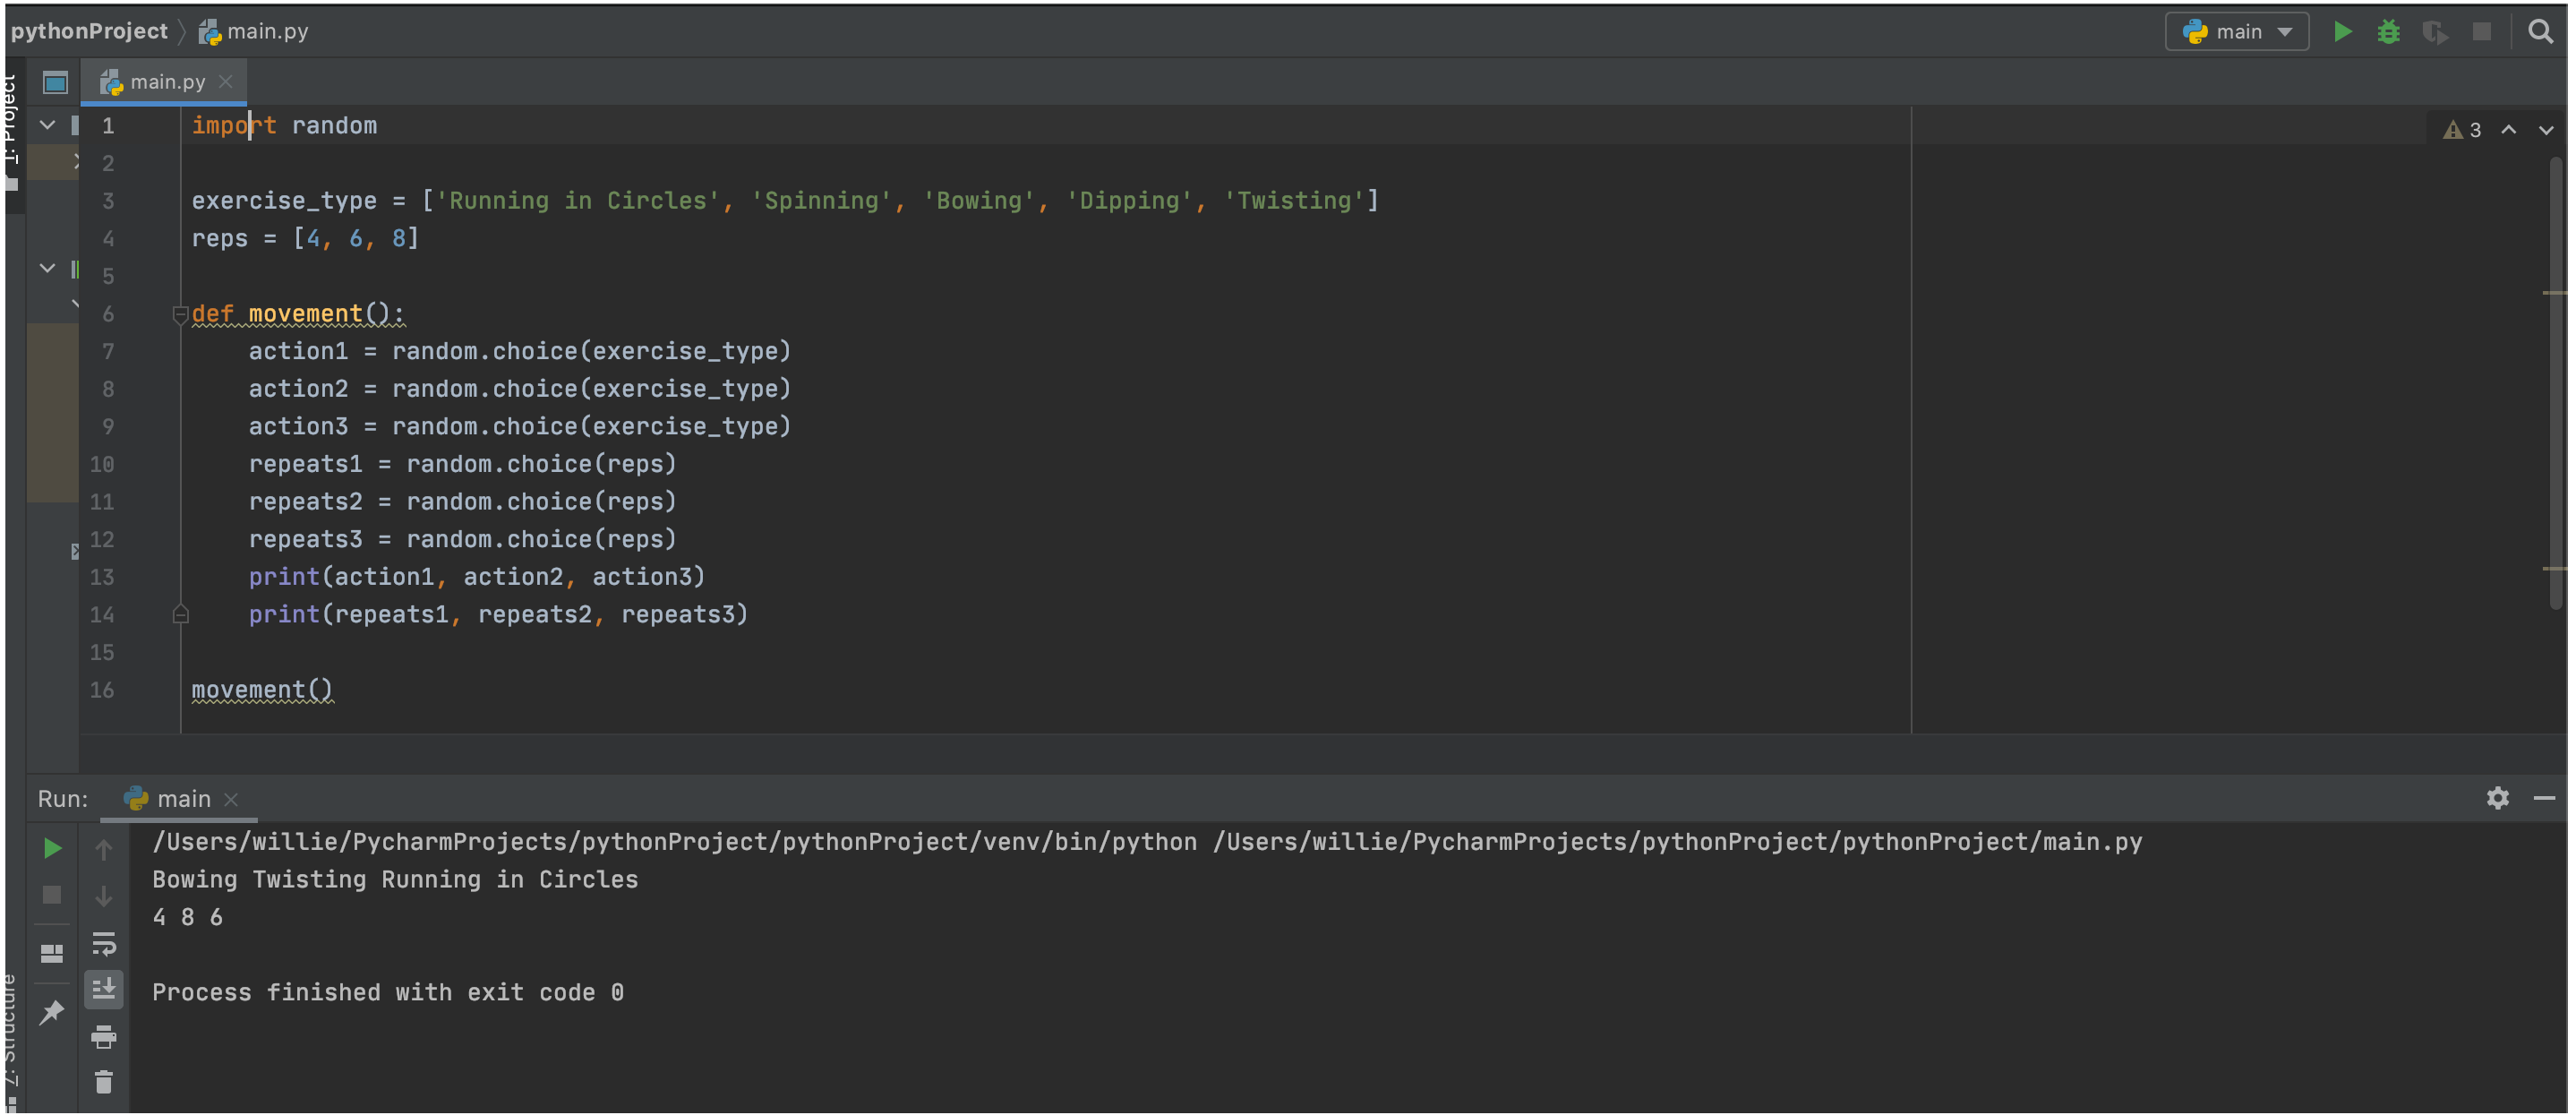 pythonProject main.py
main
1: Project
main.py
1 import random
3
2
3 exercise_type = ['Running in Circles', 'Spinning', 'Bowing', 'Dipping', 'Twisting']
4 reps = [4, 6, 8]
5
6 def movement():
7 action1 = random.choice(exercise_type)
8 action2 = random.choice(exercise_type)
9 action3 = random.choice(exercise_type)
10 repeats1 = random.choice(reps)
11 repeats2 = random.choice(reps)
12 repeats3 = random.choice(reps)
13 print(action1, action2, action3)
14 print(repeats1, repeats2, repeats3)
15
16 movement()
Run: main
/Users/willie/PycharmProjects/pythonProject/pythonProject/venv/bin/python /Users/willie/PycharmProjects/pythonProject/pythonProject/main.py
Bowing Twisting Running in Circles
4 8 6
Process finished with exit code 0
7: Structure